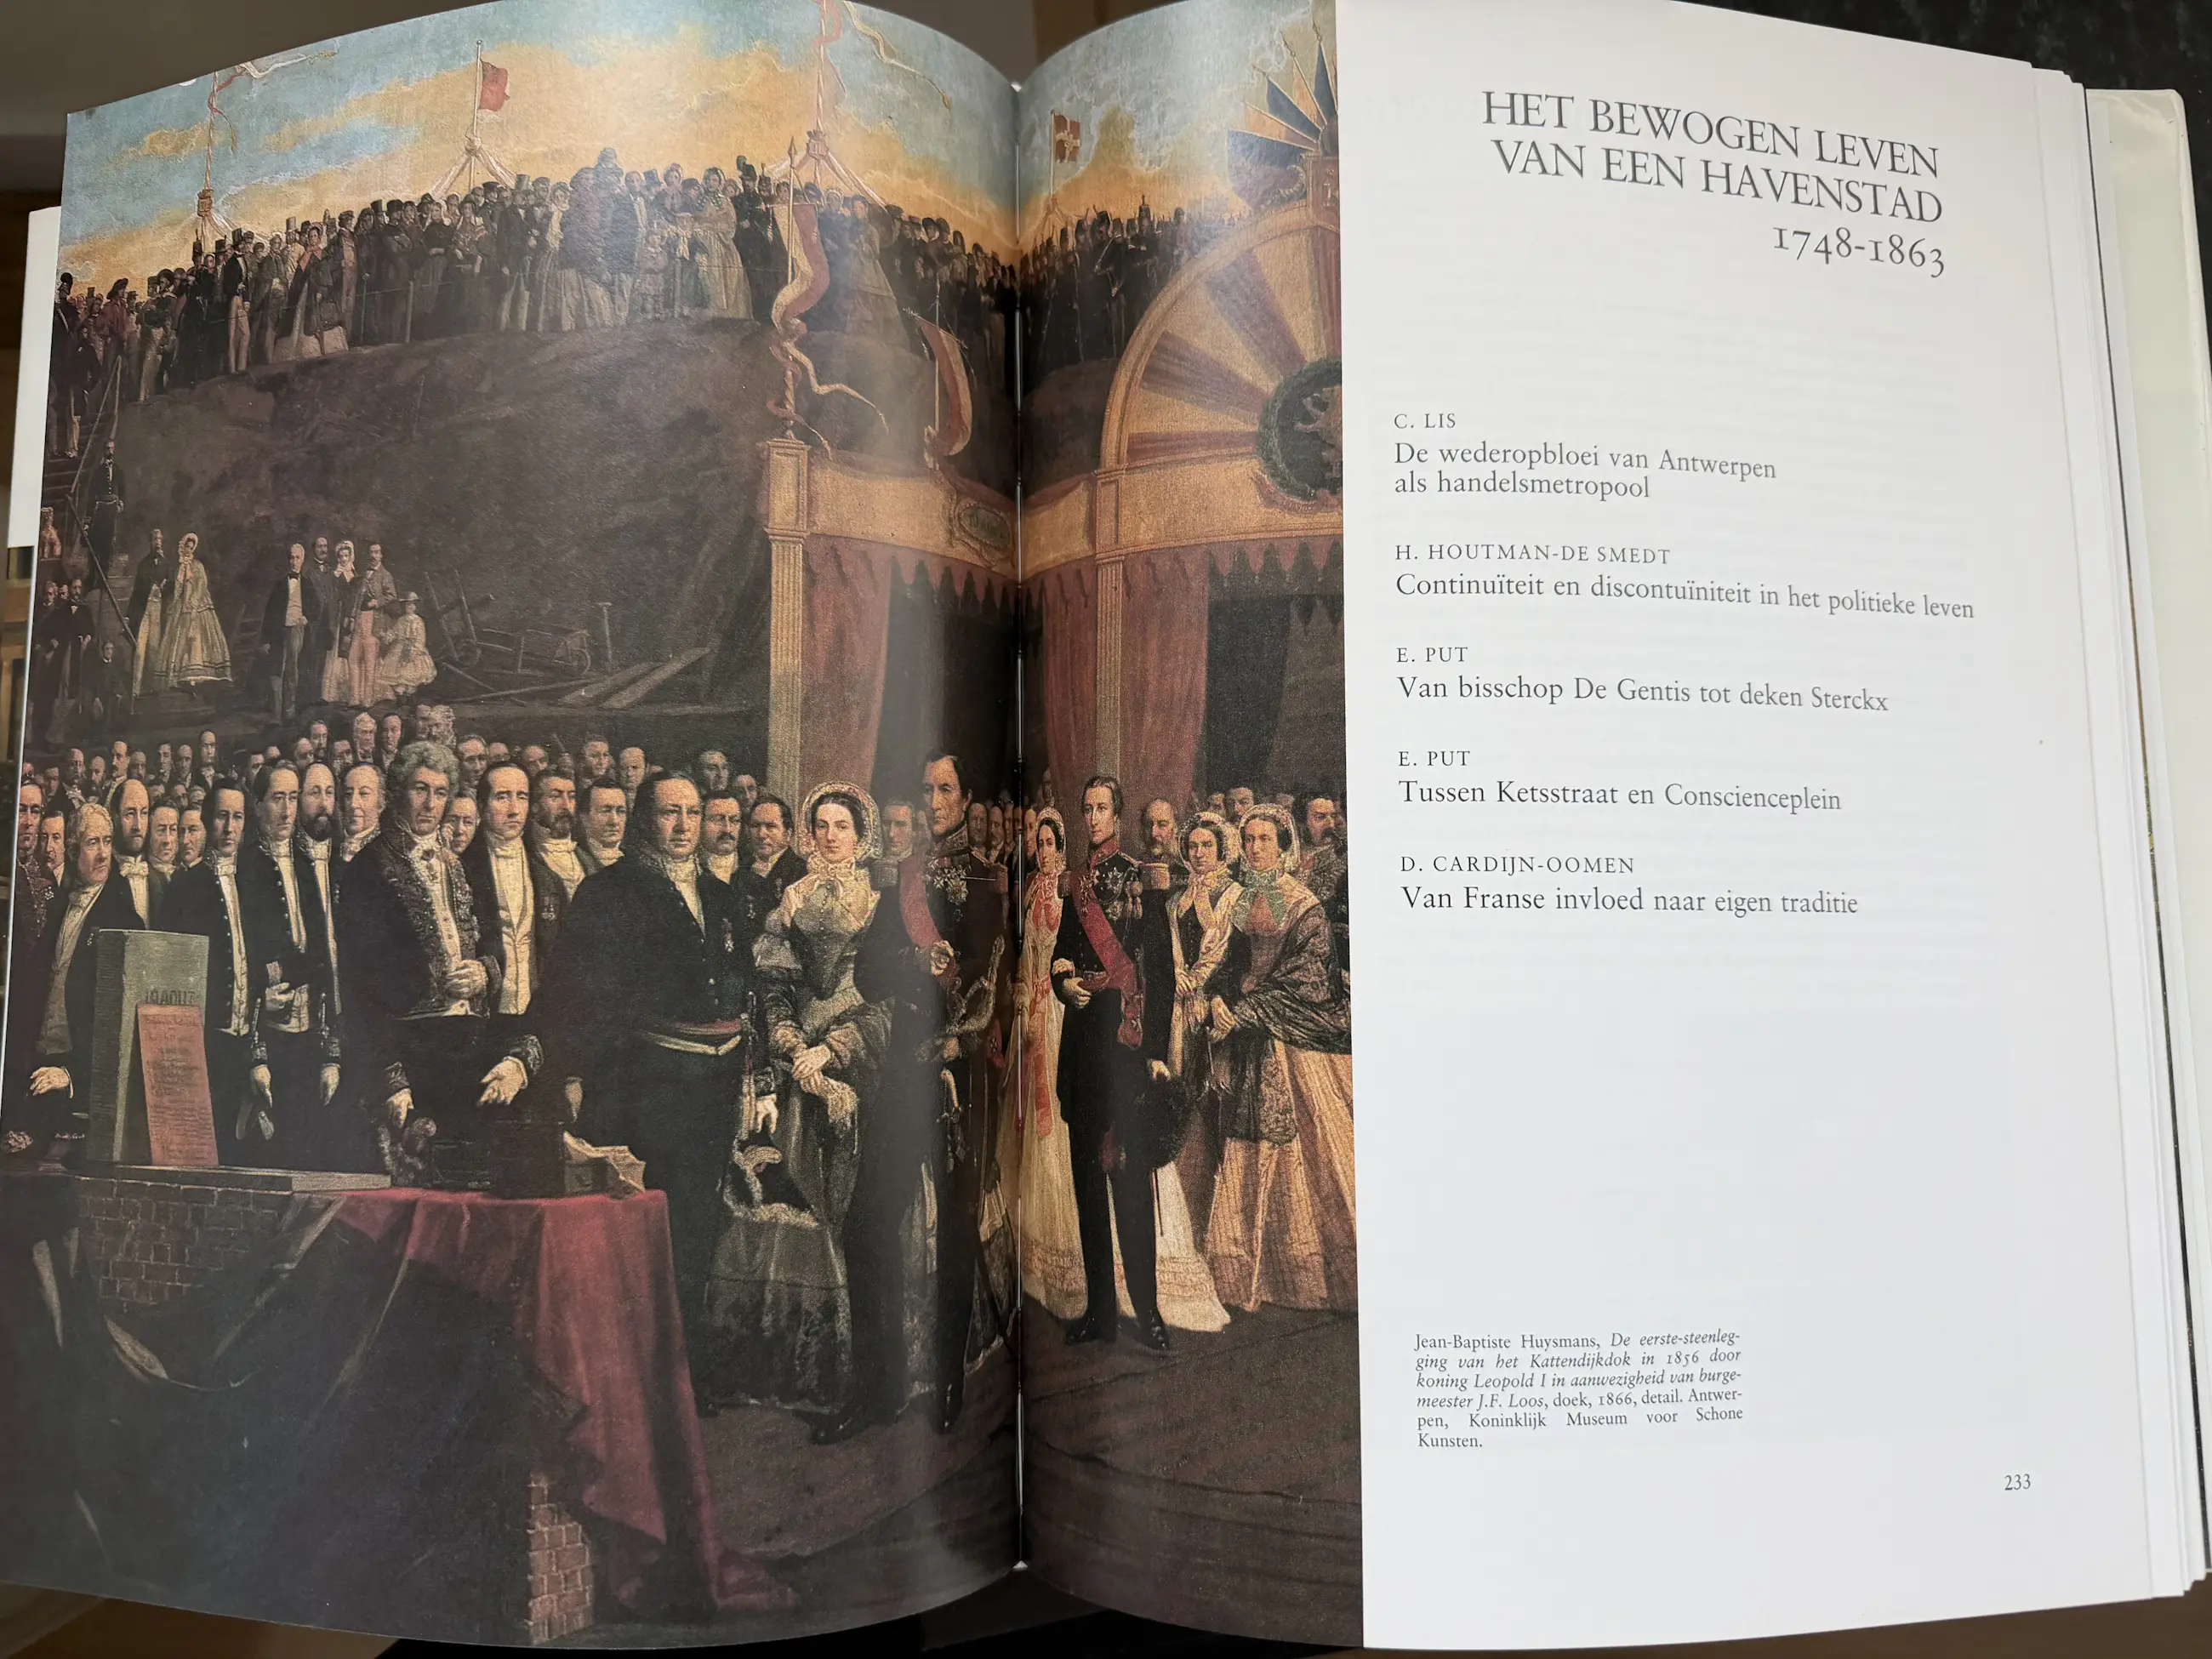 HET BEWOGEN LEVEN
VAN EEN HAVENSTAD
1748-1863
C. LIS
De wederopbloei van Antwerpen
als handelsmetropool
H. HOUTMAN-DE SMEDT
Continuïteit en discontuïniteit in het politieke leven
E. PUT
Van bisschop De Gentis tot deken Sterckx
E. PUT
Tussen Ketsstraat en Conscienceplein
D. CARDIJN-OOMEN
Van Franse invloed naar eigen traditie
Jean-Baptiste Huysmans, De eerste-steenleg-
ging van het Kattendijkdok in 1856 door
koning Leopold I in aanwezigheid van burge-
meester J.F. Loos, doek, 1866, detail. Antwer-
pen, Koninklijk Museum voor Schone
Kunsten.
233